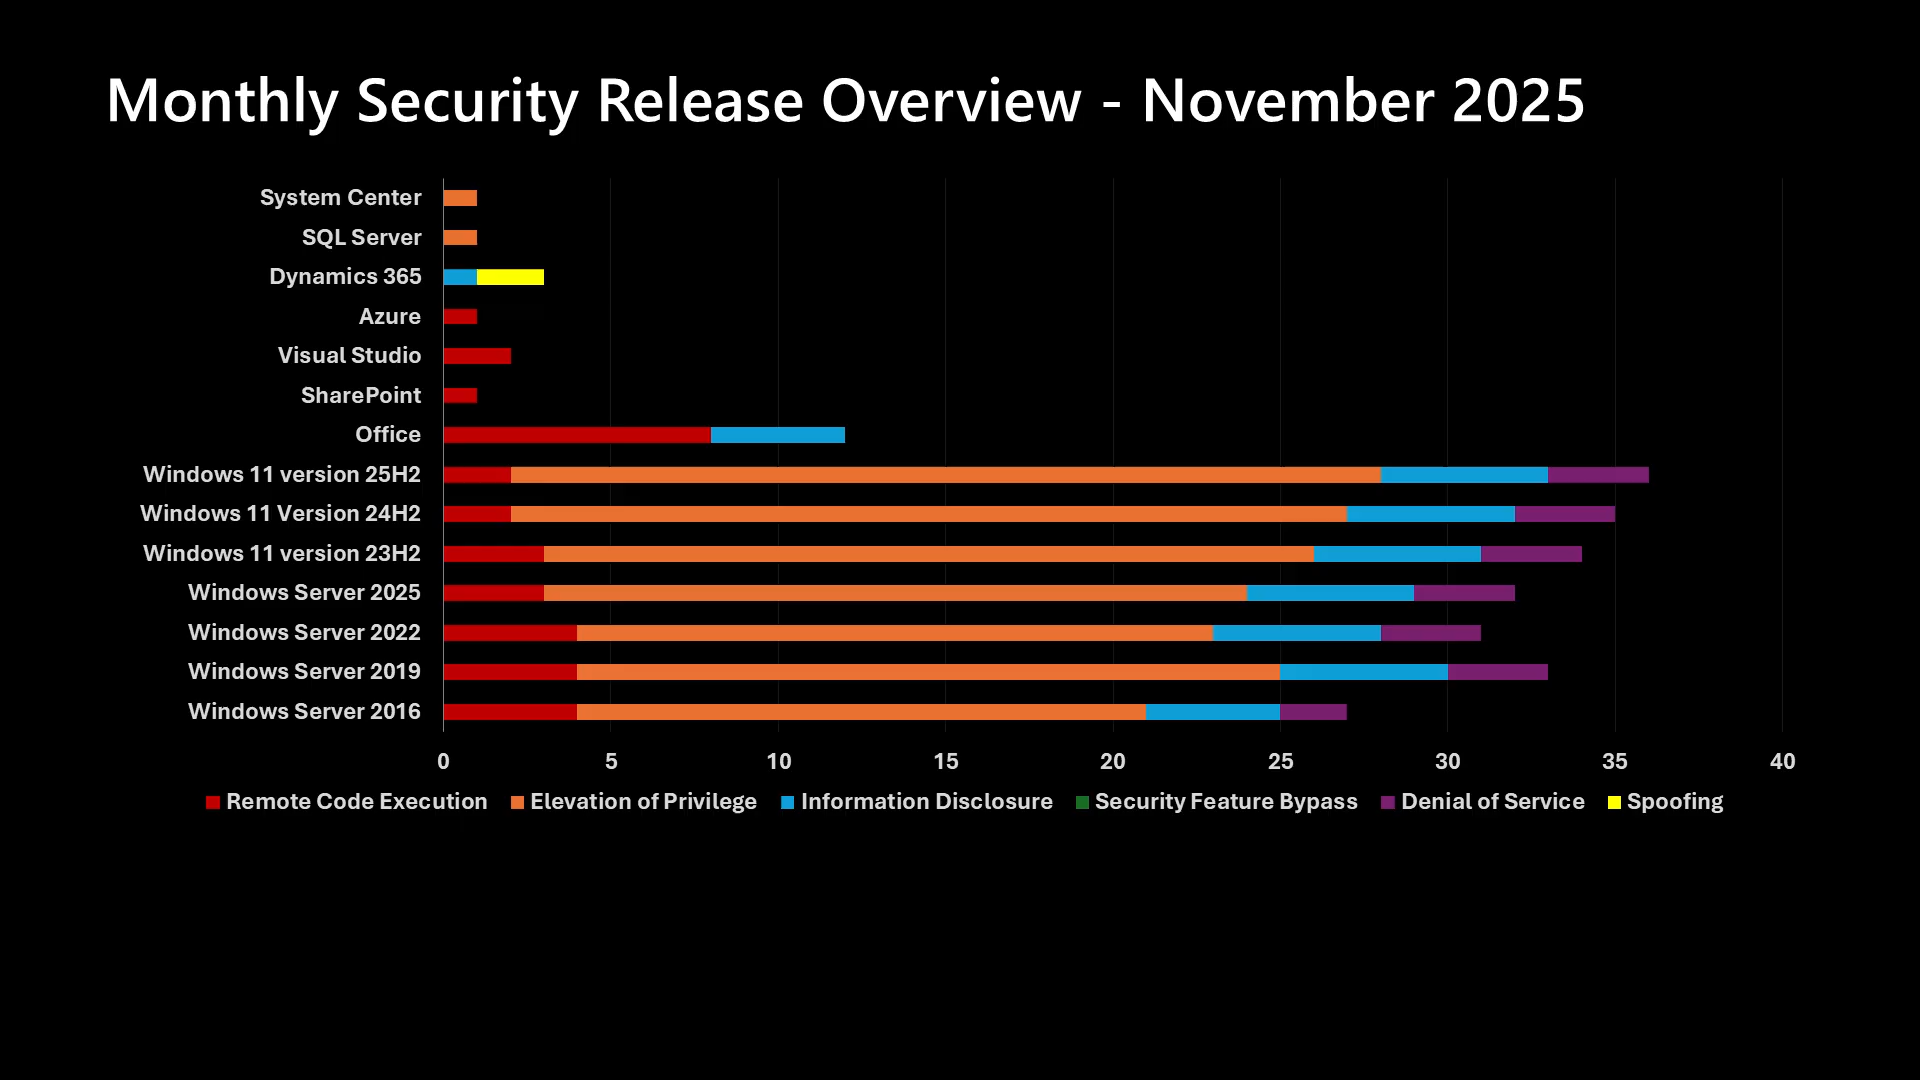 Monthly Security Release Overview - November 2025
System Center
SQL Server
Dynamics 365
Azure
Visual Studio
SharePoint
Office
Windows 11 version 25H2
Windows 11 Version 24H2
Windows 11 version 23H2
Windows Server 2025
Windows Server 2022
Windows Server 2019
Windows Server 2016
0 5 10 15 20 25 30 35 40
Remote Code Execution Elevation of Privilege Information Disclosure Security Feature Bypass Denial of Service Spoofing